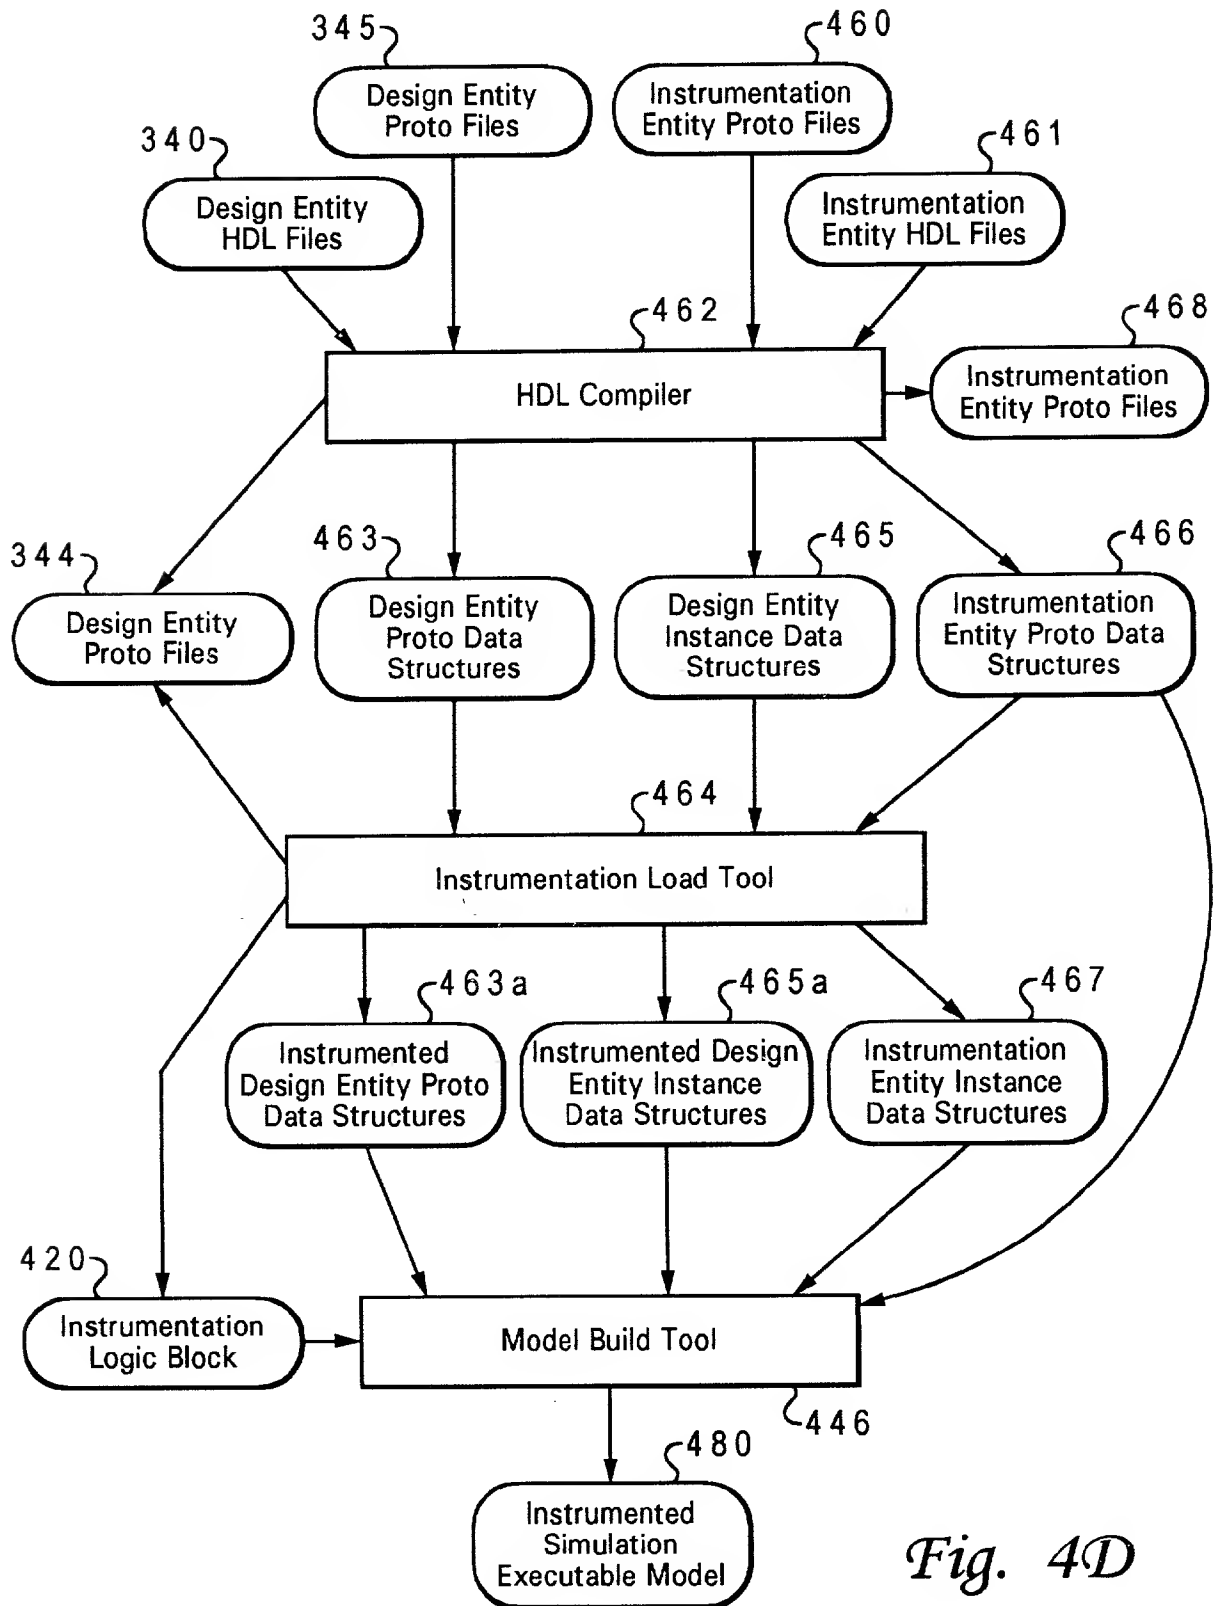 345
460
Design Entity
Proto Files
Instrumentation
Entity Proto Files
340
461
Design Entity
HDL Files
Instrumentation
Entity HDL Files
462
468
HDL Compiler
Instrumentation
Entity Proto Files
344
463
465
466
Design Entity
Proto Files
Design Entity
Proto Data
Structures
Design Entity
Instance Data
Structures
Instrumentation
Entity Proto Data
Structures
464
Instrumentation Load Tool
463a
465a
467
Instrumented
Design Entity Proto
Data Structures
Instrumented Design
Entity Instance
Data Structures
Instrumentation
Entity Instance
Data Structures
420
Instrumentation
Logic Block
Model Build Tool
446
480
Instrumented
Simulation
Executable Model
Fig. 4D